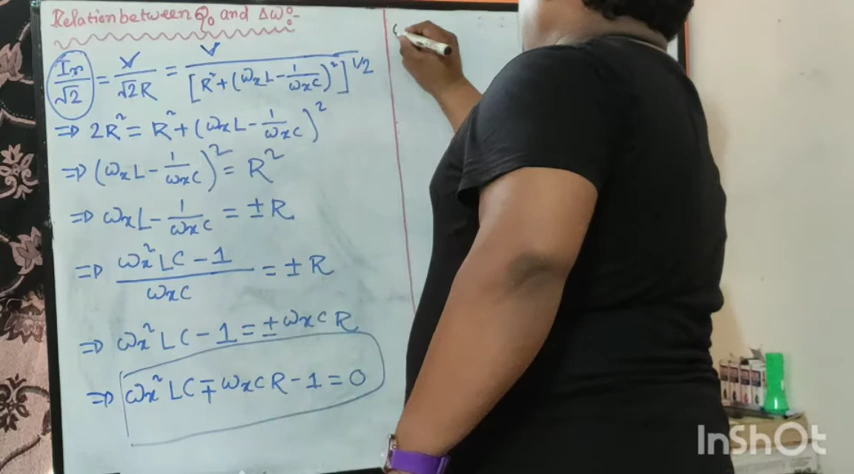 Relation between Q₀ and Δω:-
Iᵣ/√2 = V/√2R = V/[R²+(ωₓL-1/ωₓC)²]^1/2
⇒ 2R² = R²+(ωₓL-1/ωₓC)²
⇒ (ωₓL-1/ωₓC)² = R²
⇒ ωₓL-1/ωₓC = ±R
⇒ ωₓ²LC-1/ωₓC = ±R
⇒ ωₓ²LC-1 = ±ωₓCR
⇒ ωₓ²LC∓ωₓCR-1=0
InShOt